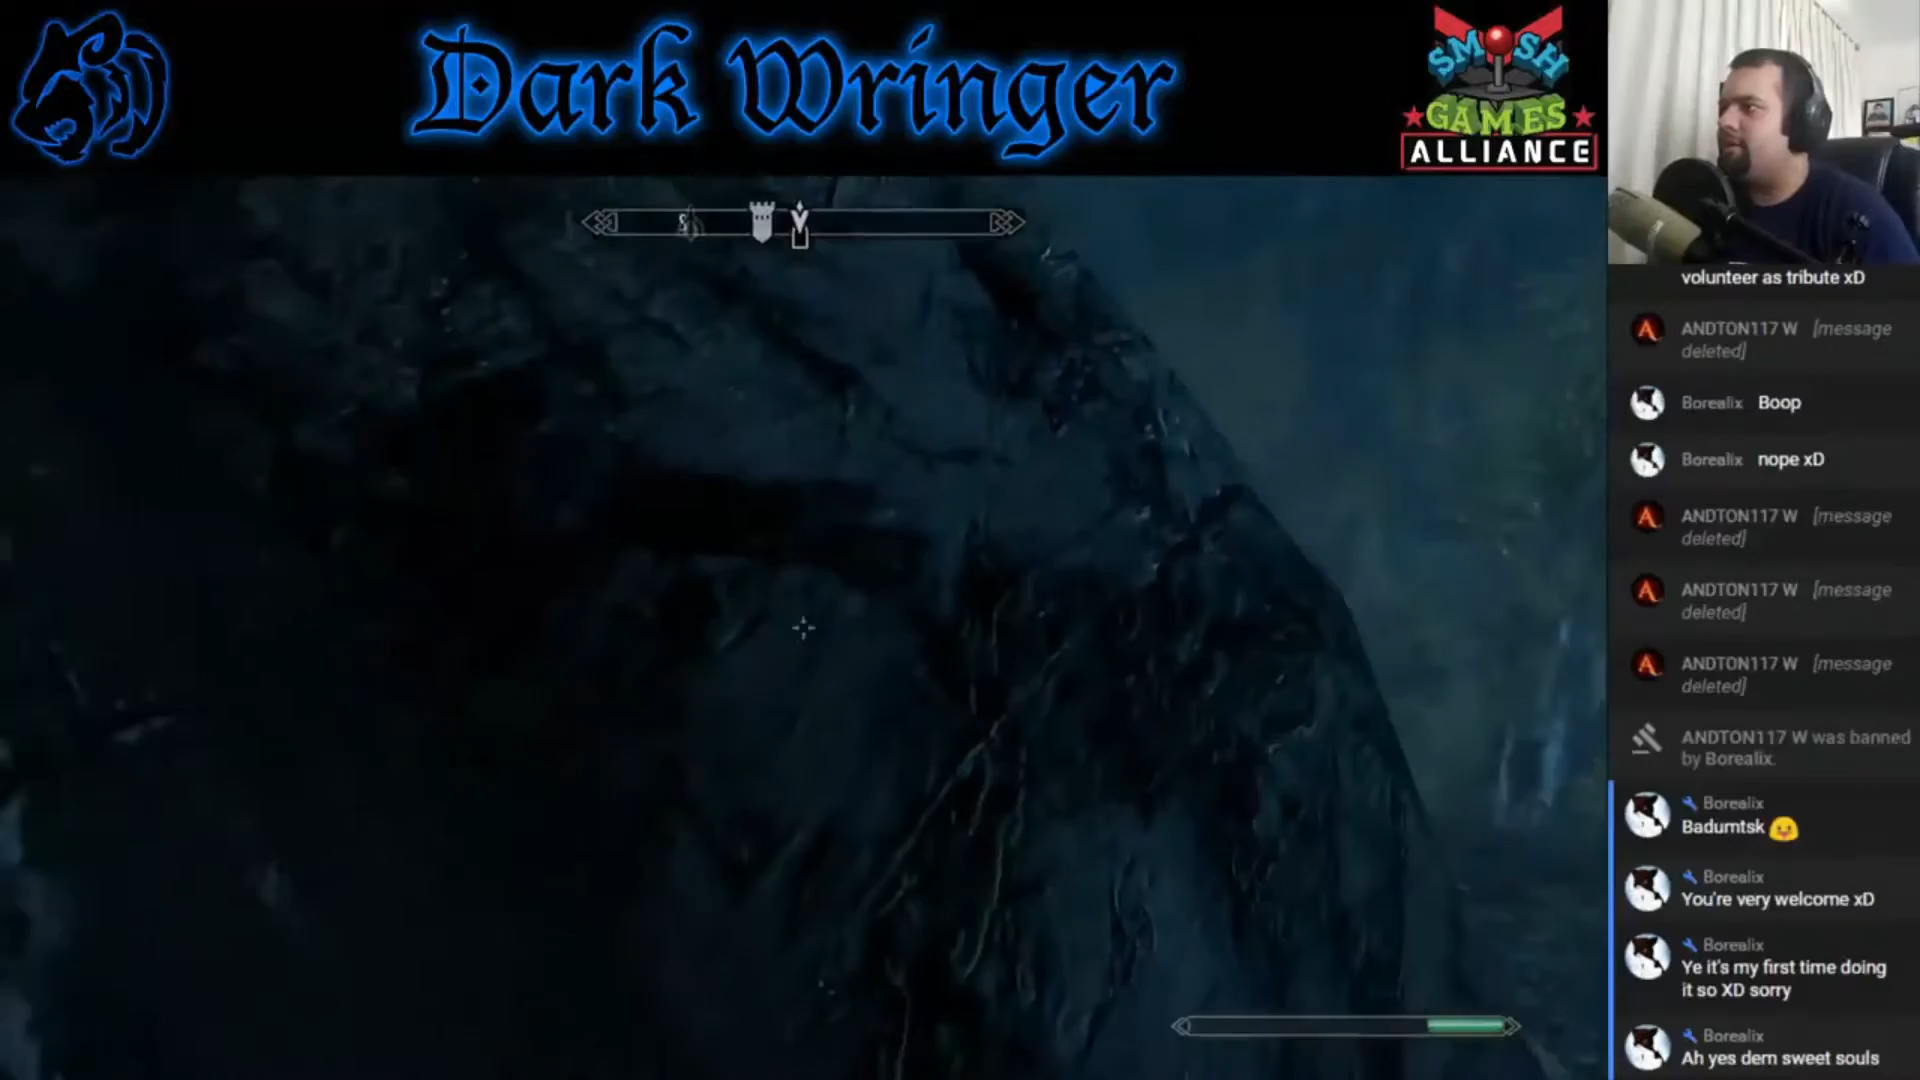 Dark Wringer
SMOSH
GAMES
ALLIANCE
volunteer as tribute xD
ANDTON117 W [message
deleted]
Borealix Boop
Borealix nope xD
ANDTON117 W [message
deleted]
ANDTON117 W [message
deleted]
ANDTON117 W [message
deleted]
ANDTON117 W was banned
by Borealix.
Borealix
Badumtsk
Borealix
You're very welcome xD
Borealix
Ye it's my first time doing
it so XD sorry
Borealix
Ah yes dem sweet souls